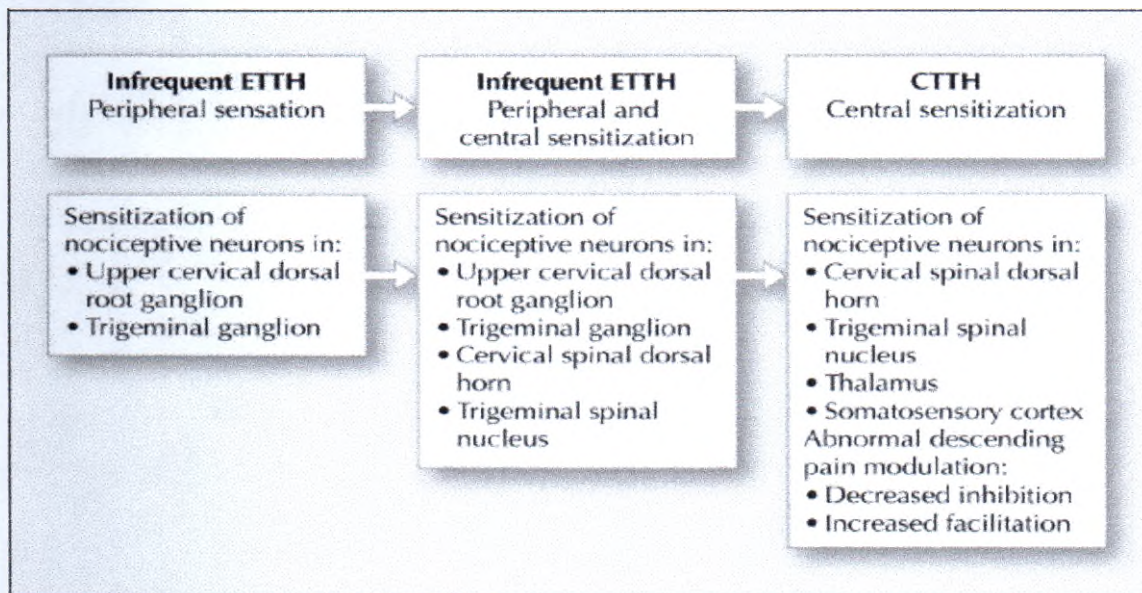 Infrequent ETTH
Peripheral sensation
Infrequent ETTH
Peripheral and
central sensitization
CTTH
Central sensitization
Sensitization of
nociceptive neurons in:
• Upper cervical dorsal
root ganglion
• Trigeminal ganglion
Sensitization of
nociceptive neurons in:
• Upper cervical dorsal
root ganglion
• Trigeminal ganglion
• Cervical spinal dorsal
horn
• Trigeminal spinal
nucleus
Sensitization of
nociceptive neurons in:
• Cervical spinal dorsal
horn
• Trigeminal spinal
nucleus
• Thalamus
• Somatosensory cortex
Abnormal descending
pain modulation:
• Decreased inhibition
• Increased facilitation